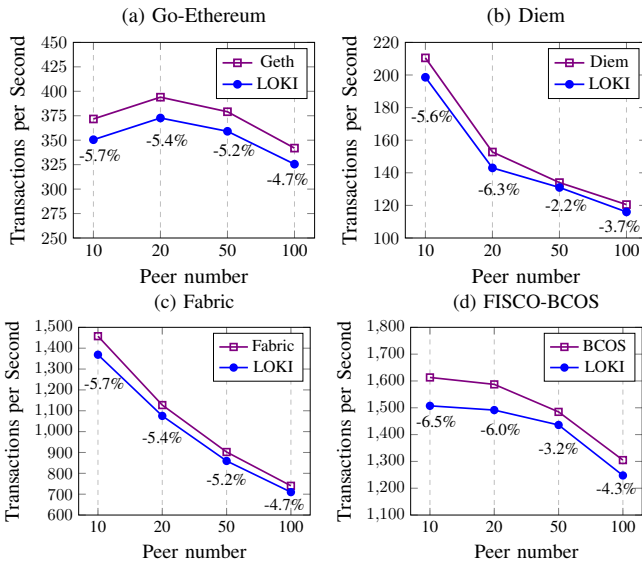 (a) Go-Ethereum
Transactions per Second
450
425
400
375
350
325
300
275
250
Geth
LOKI
-5.7%
-5.4%
-5.2%
-4.7%
10 20 50 100
Peer number
(b) Diem
Transactions per Second
220
200
180
160
140
120
100
Diem
LOKI
-5.6%
-6.3%
-2.2%
-3.7%
10 20 50 100
Peer number
(c) Fabric
Transactions per Second
1,500
1,400
1,300
1,200
1,100
1,000
900
800
700
600
Fabric
LOKI
-5.7%
-5.4%
-5.2%
-4.7%
10 20 50 100
Peer number
(d) FISCO-BCOS
Transactions per Second
1,800
1,700
1,600
1,500
1,400
1,300
1,200
1,100
BCOS
LOKI
-6.5%
-6.0%
-3.2%
-4.3%
10 20 50 100
Peer number